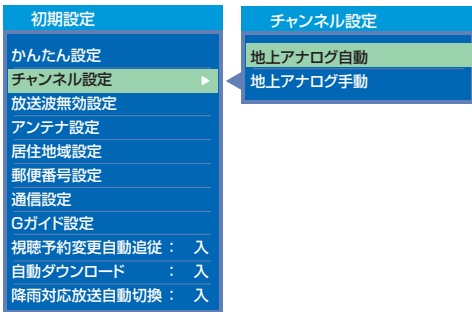 初期設定
かんたん設定
チャンネル設定
放送波無効設定
アンテナ設定
居住地域設定
郵便番号設定
通信設定
Gガイド設定
視聴予約変更自動追従： 入
自動ダウンロード ： 入
降雨対応放送自動切換： 入
チャンネル設定
地上アナログ自動
地上アナログ手動